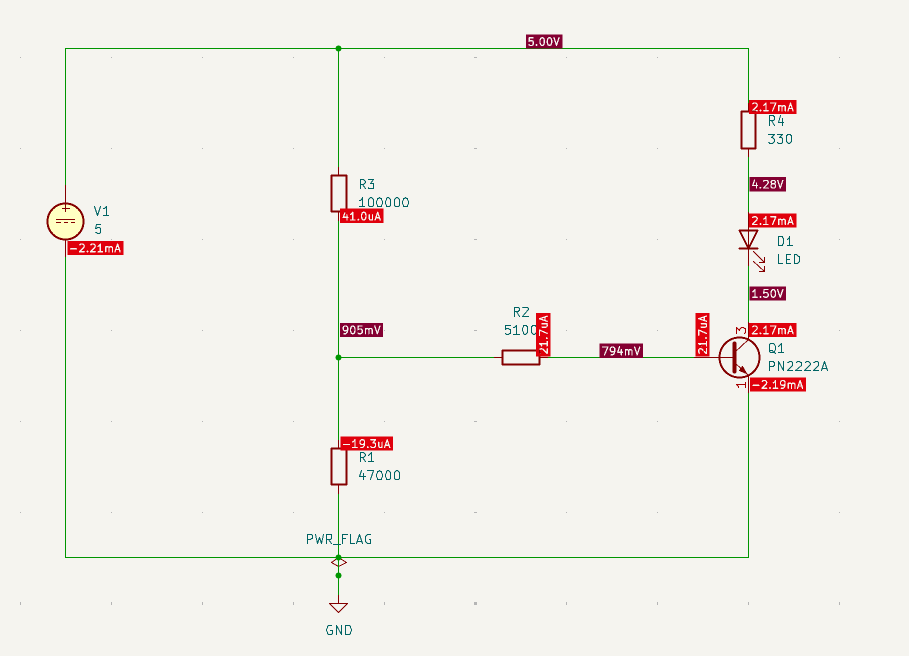 5.00V
2.17mA
R4
330
R3
100000
41.0uA
4.28V
V1
5
-2.21mA
2.17mA
D1
LED
1.50V
R2
5100
21.7uA
21.7uA
905mV
794mV
3
2.17mA
Q1
PN2222A
1
-2.19mA
-19.3uA
R1
47000
PWR_FLAG
GND